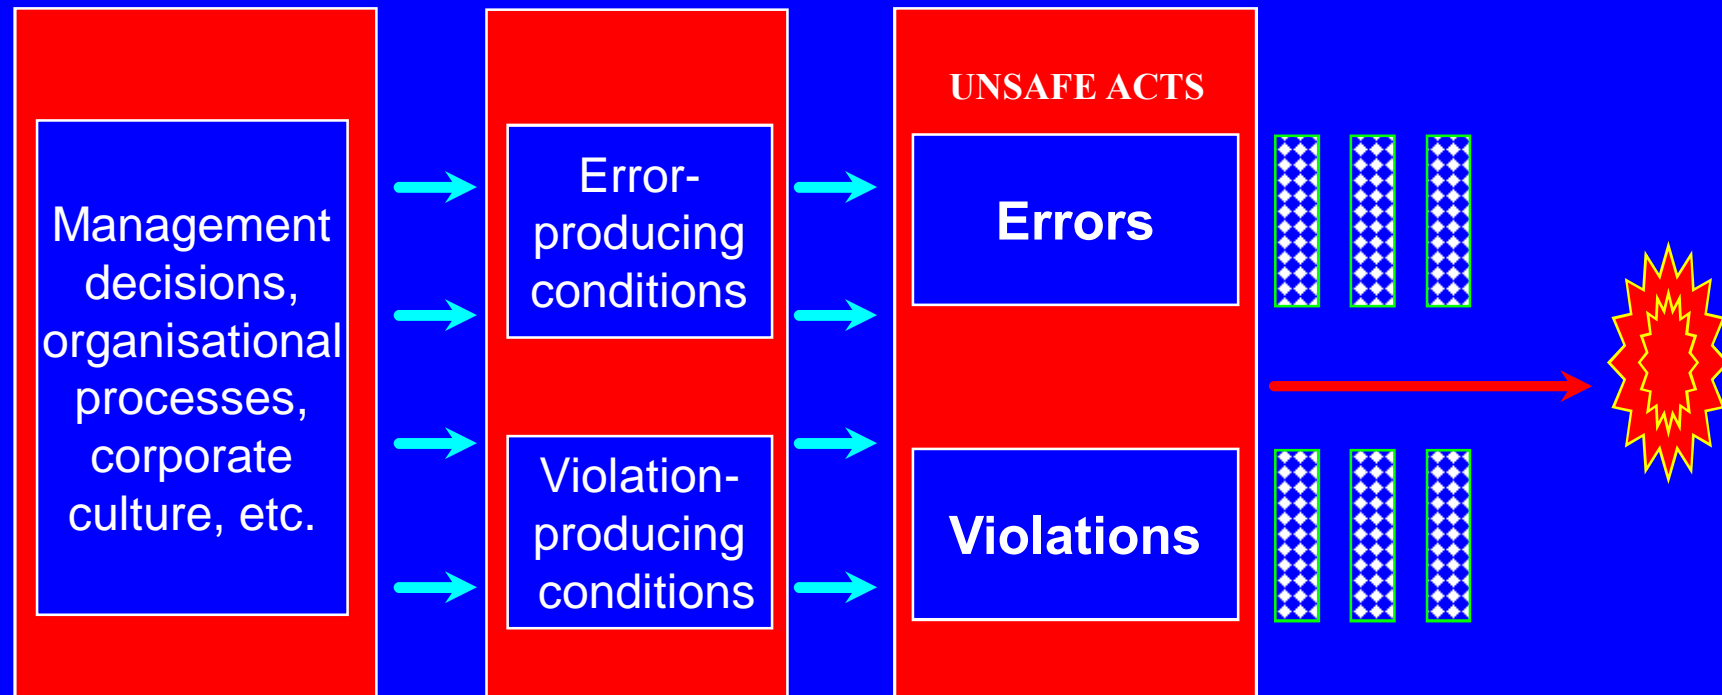 Management
decisions,
organisational
processes,
corporate
culture, etc.
Error-
producing
conditions
Violation-
producing
conditions
UNSAFE ACTS
Errors
Violations